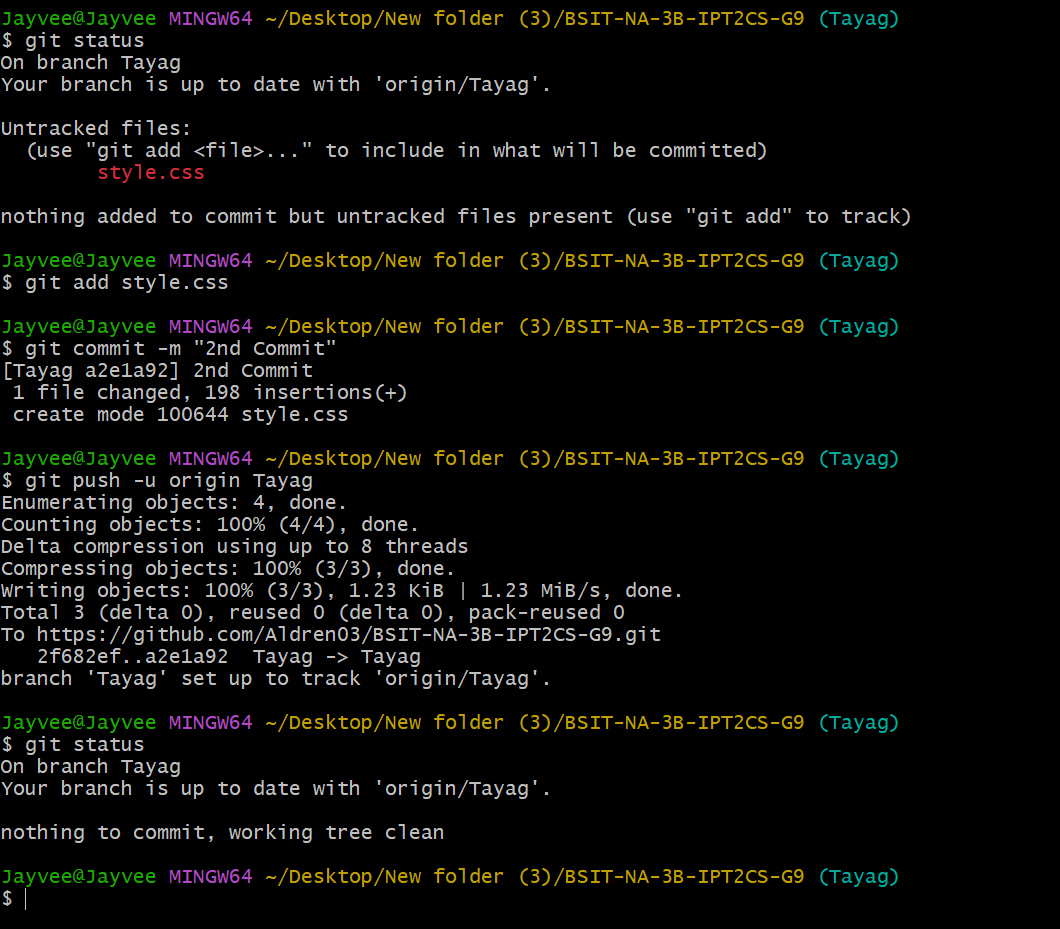 Jayvee@Jayvee MINGW64 ~/Desktop/New folder (3)/BSIT-NA-3B-IPT2CS-G9 (Tayag)
$ git status
On branch Tayag
Your branch is up to date with 'origin/Tayag'.

Untracked files:
  (use "git add <file>..." to include in what will be committed)
        style.css

nothing added to commit but untracked files present (use "git add" to track)

Jayvee@Jayvee MINGW64 ~/Desktop/New folder (3)/BSIT-NA-3B-IPT2CS-G9 (Tayag)
$ git add style.css

Jayvee@Jayvee MINGW64 ~/Desktop/New folder (3)/BSIT-NA-3B-IPT2CS-G9 (Tayag)
$ git commit -m "2nd Commit"
[Tayag a2e1a92] 2nd Commit
 1 file changed, 198 insertions(+)
 create mode 100644 style.css

Jayvee@Jayvee MINGW64 ~/Desktop/New folder (3)/BSIT-NA-3B-IPT2CS-G9 (Tayag)
$ git push -u origin Tayag
Enumerating objects: 4, done.
Counting objects: 100% (4/4), done.
Delta compression using up to 8 threads
Compressing objects: 100% (3/3), done.
Writing objects: 100% (3/3), 1.23 KiB | 1.23 MiB/s, done.
Total 3 (delta 0), reused 0 (delta 0), pack-reused 0
To https://github.com/Aldren03/BSIT-NA-3B-IPT2CS-G9.git
   2f682ef..a2e1a92  Tayag -> Tayag
branch 'Tayag' set up to track 'origin/Tayag'.

Jayvee@Jayvee MINGW64 ~/Desktop/New folder (3)/BSIT-NA-3B-IPT2CS-G9 (Tayag)
$ git status
On branch Tayag
Your branch is up to date with 'origin/Tayag'.

nothing to commit, working tree clean

Jayvee@Jayvee MINGW64 ~/Desktop/New folder (3)/BSIT-NA-3B-IPT2CS-G9 (Tayag)
$